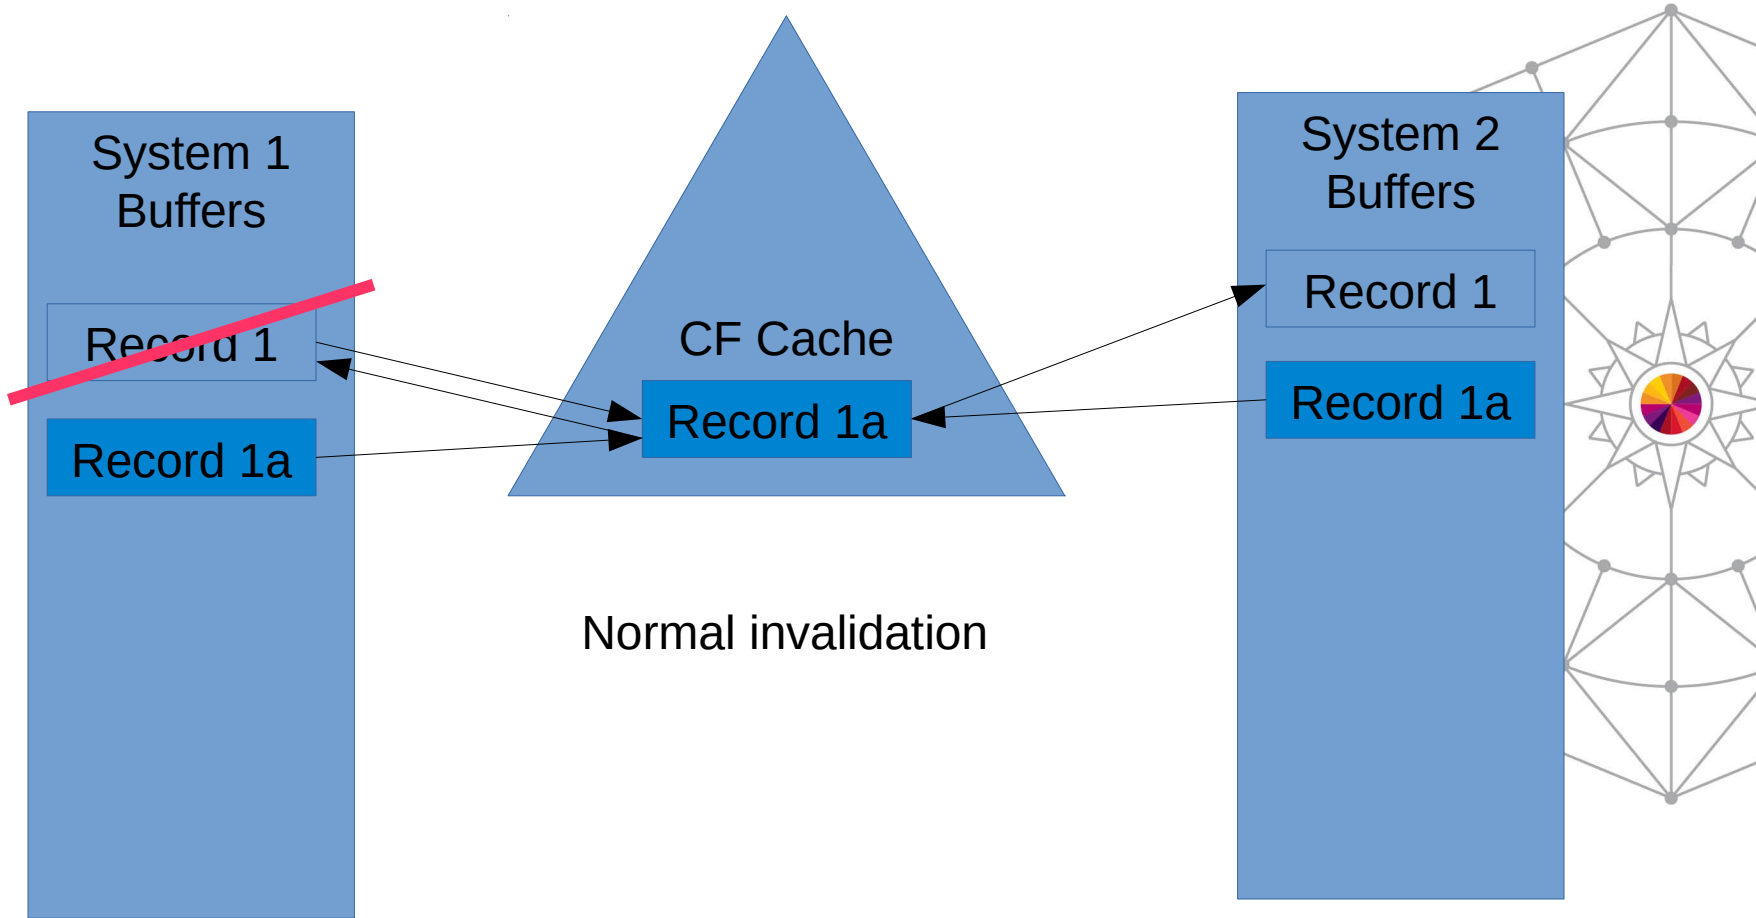 System 1
Buffers
Record 1
Record 1a
CF Cache
Record 1a
System 2
Buffers
Record 1
Record 1a
Normal invalidation